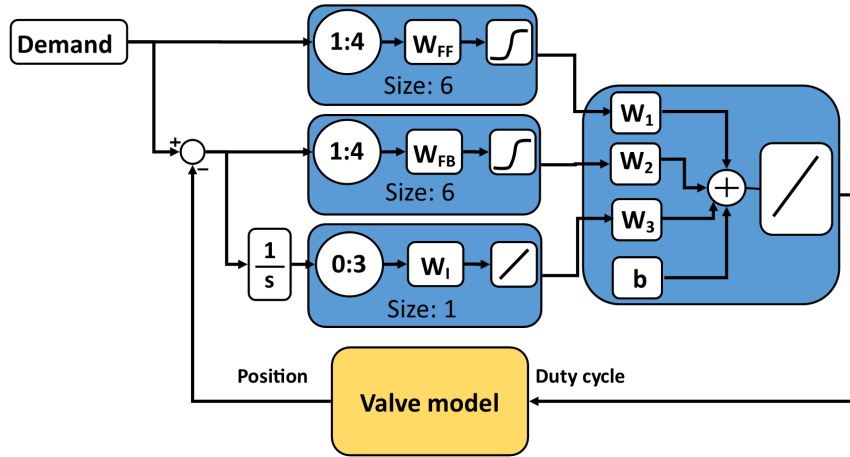 Demand
1:4
W_FF
Size: 6
+
−
1:4
W_FB
Size: 6
1
s
0:3
W_I
Size: 1
W_1
W_2
W_3
b
+
Position
Valve model
Duty cycle